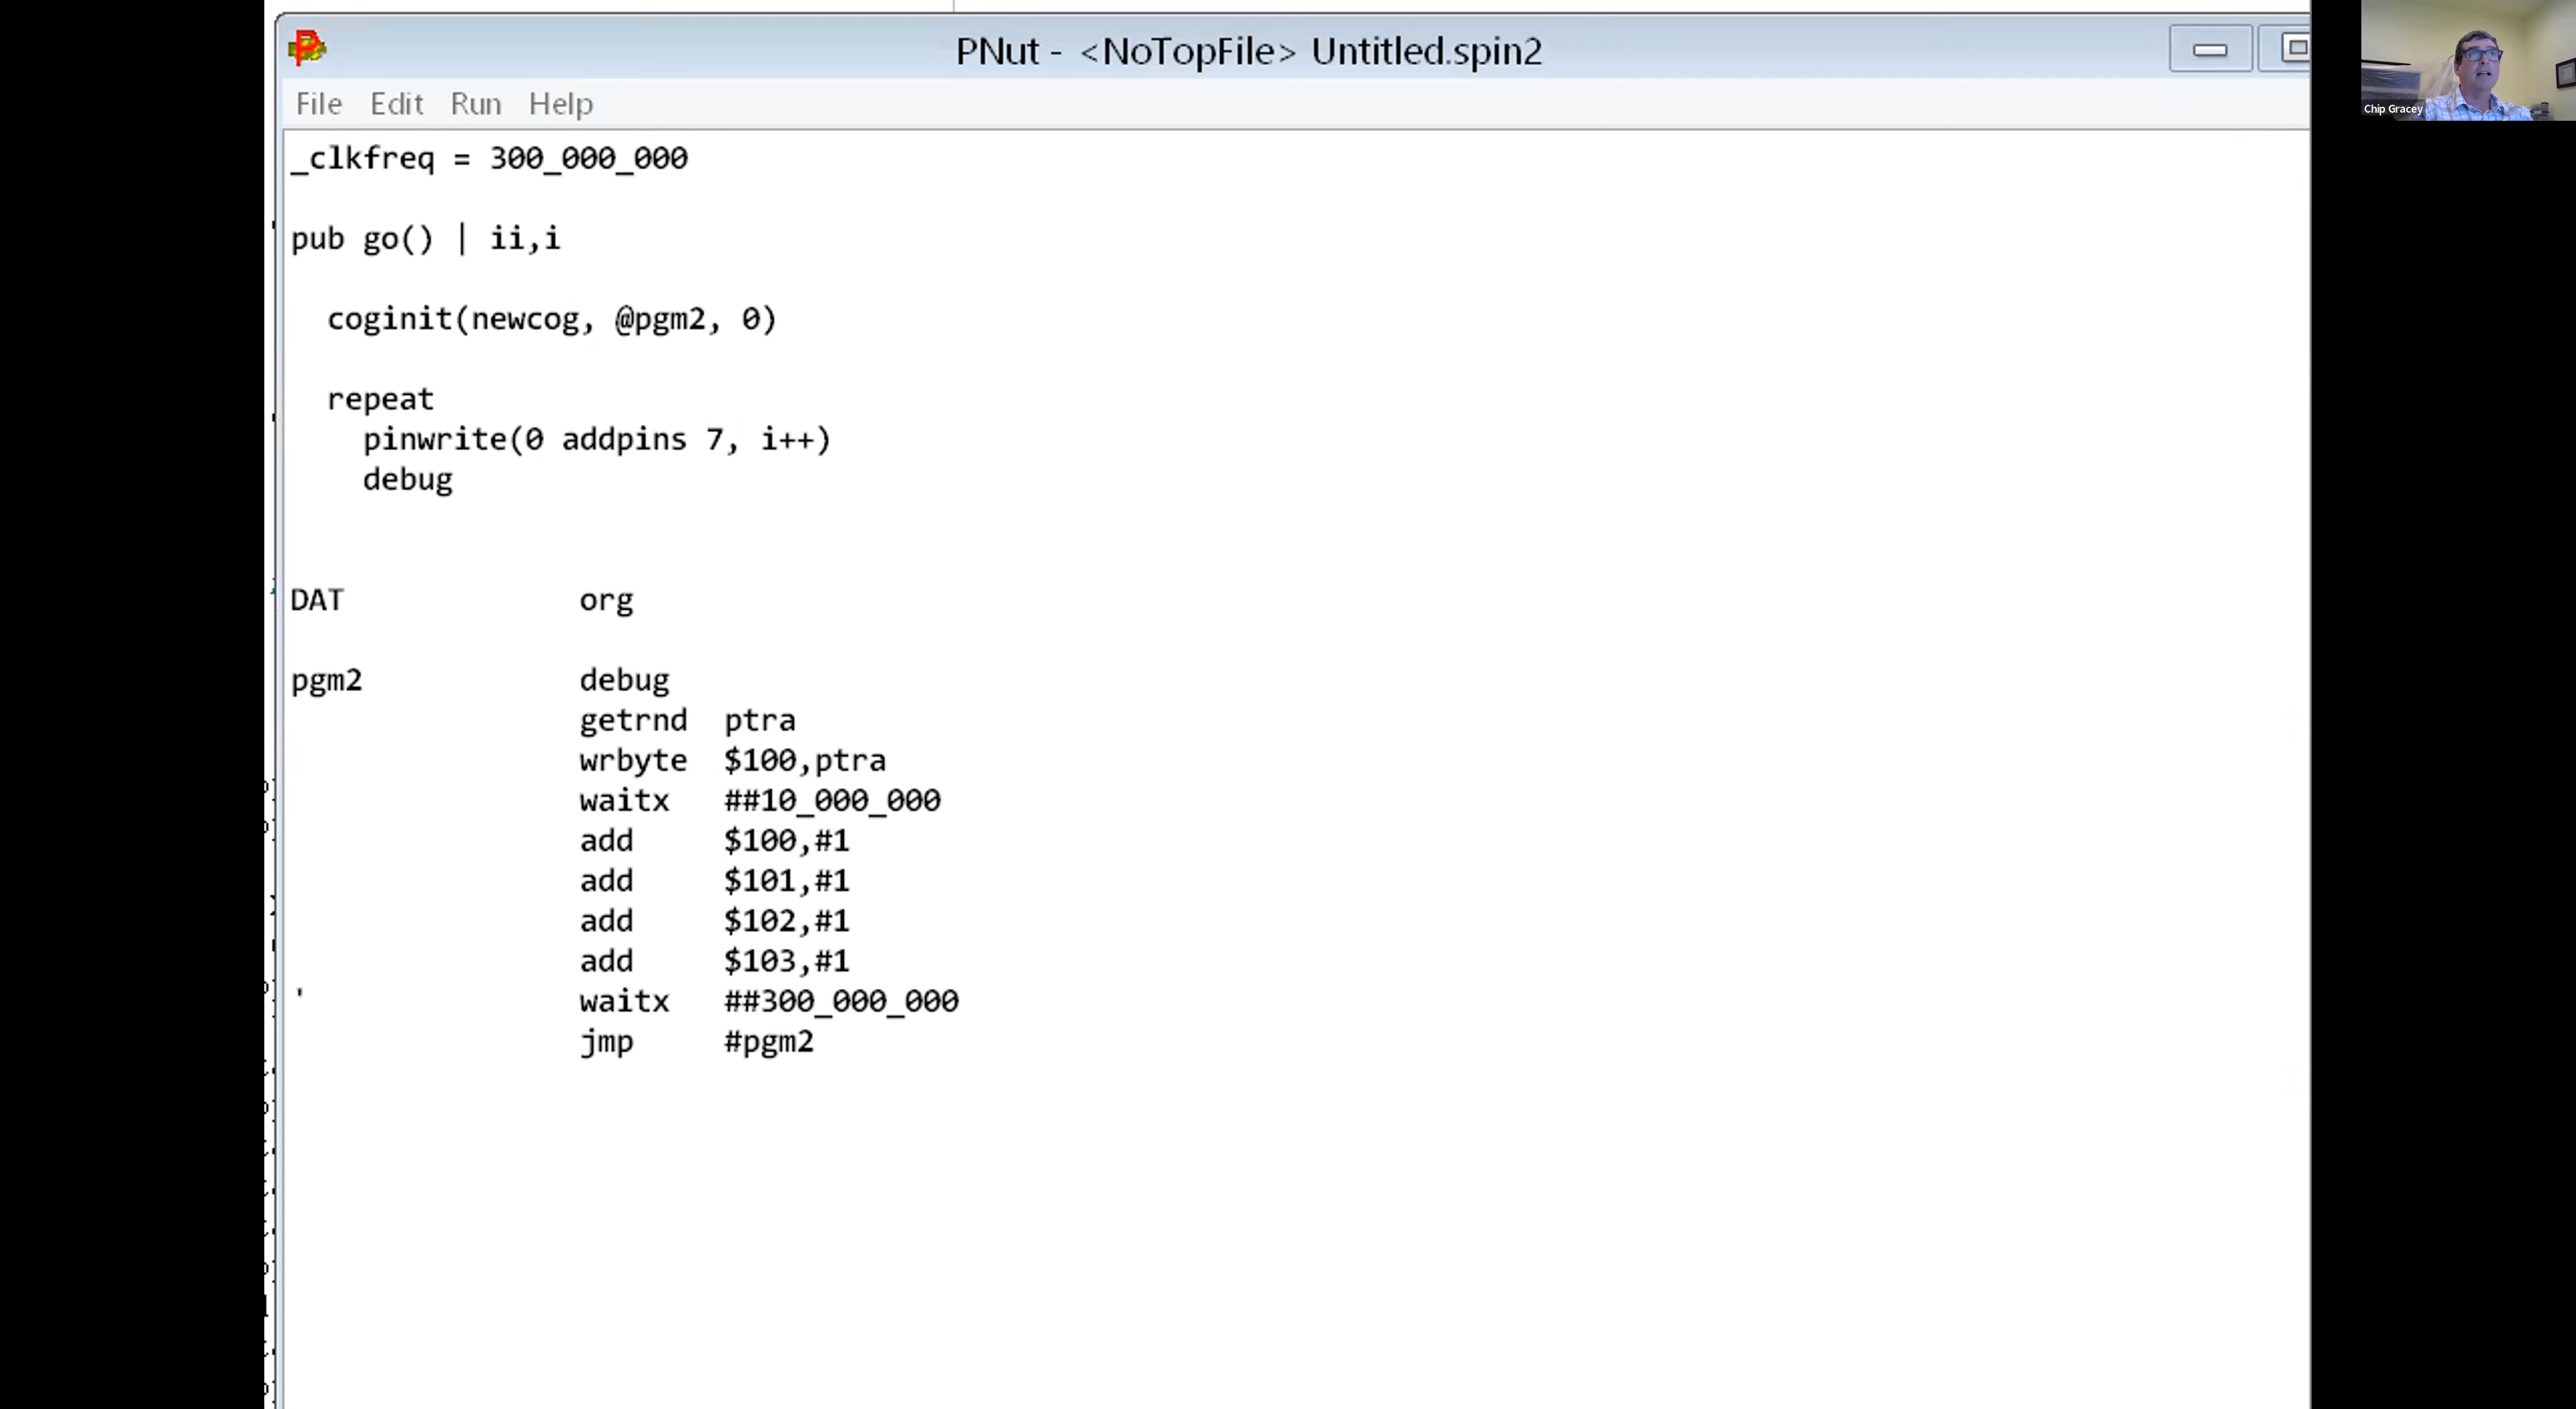 PNut - <NoTopFile> Untitled.spin2
File Edit Run Help
_clkfreq = 300_000_000
pub go() | ii,i
coginit(newcog, @pgm2, 0)
repeat
pinwrite(0 addpins 7, i++)
debug
DAT org
pgm2 debug
getrnd ptra
wrbyte $100,ptra
waitx ##10_000_000
add $100,#1
add $101,#1
add $102,#1
add $103,#1
' waitx ##300_000_000
jmp #pgm2
Chip Gracey